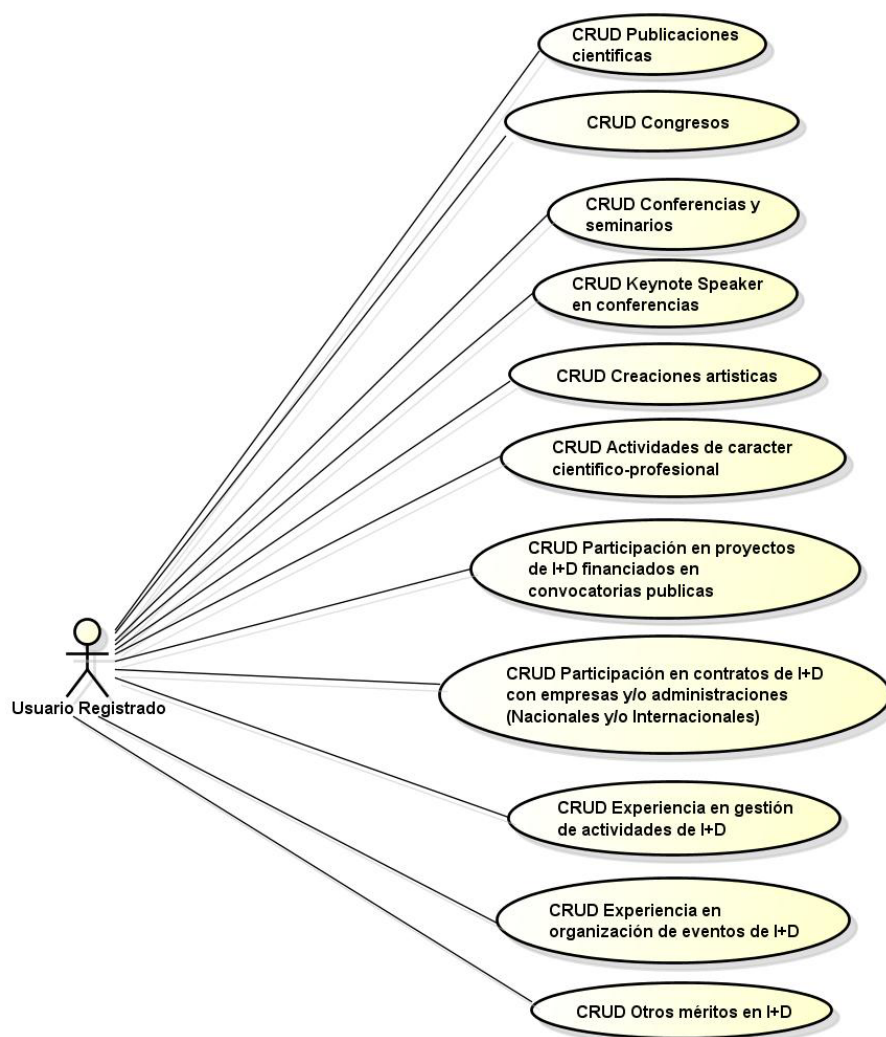 CRUD Publicaciones
cientificas
CRUD Congresos
CRUD Conferencias y
seminarios
CRUD Keynote Speaker
en conferencias
CRUD Creaciones artisticas
CRUD Actividades de caracter
cientifico-profesional
CRUD Participación en proyectos
de I+D financiados en
convocatorias publicas
CRUD Participación en contratos de I+D
con empresas y/o administraciones
(Nacionales y/o Internacionales)
Usuario Registrado
CRUD Experiencia en gestión
de actividades de I+D
CRUD Experiencia en
organización de eventos de I+D
CRUD Otros méritos en I+D